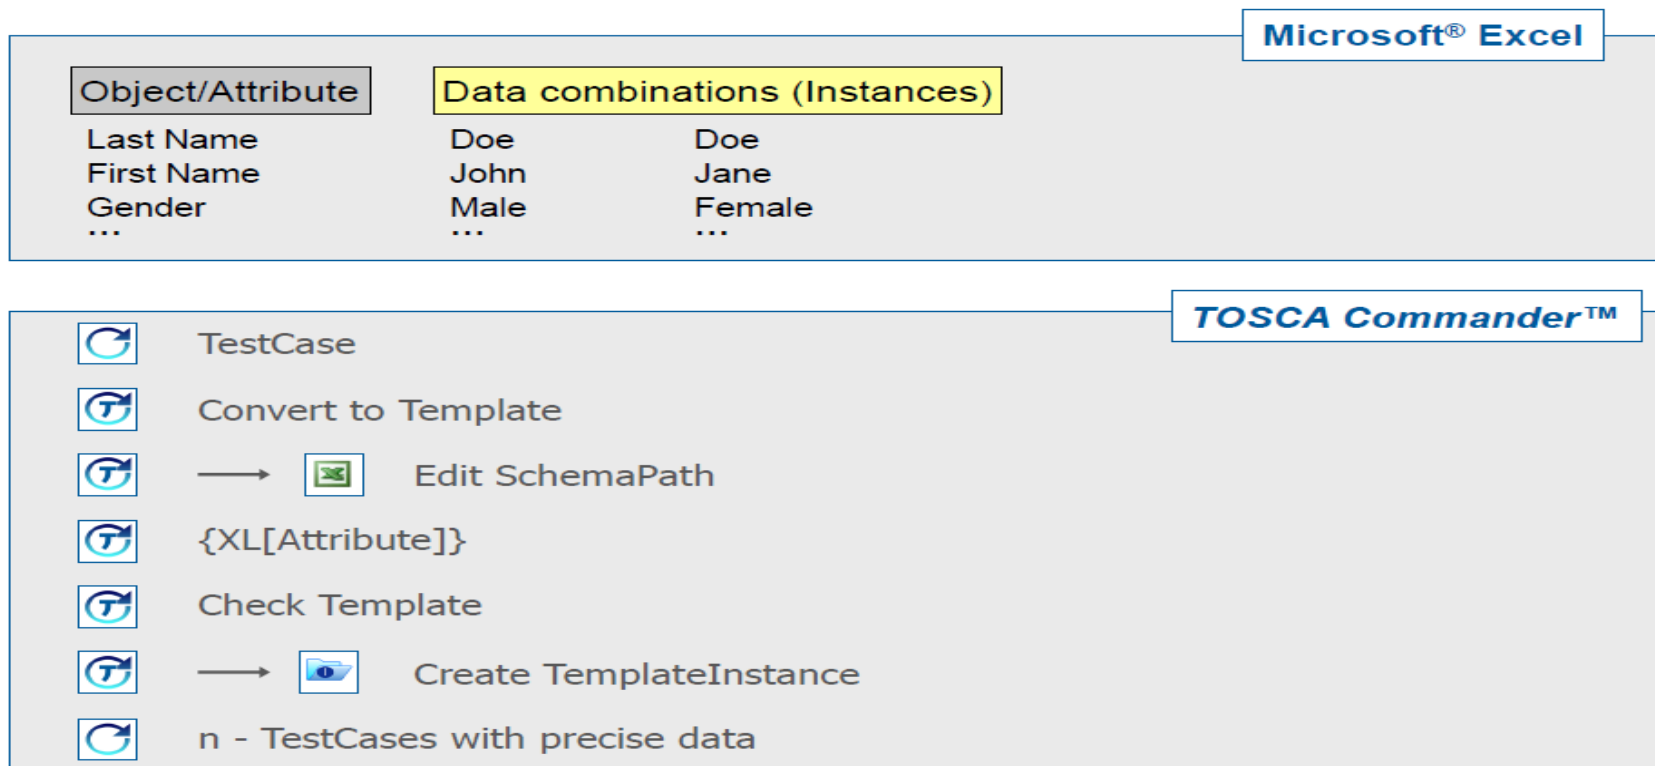 Microsoft® Excel
Object/Attribute Data combinations (Instances)
Last Name Doe Doe
First Name John Jane
Gender Male Female
... ... ...
TOSCA Commander™
TestCase
Convert to Template
Edit SchemaPath
{XL[Attribute]}
Check Template
Create TemplateInstance
n - TestCases with precise data